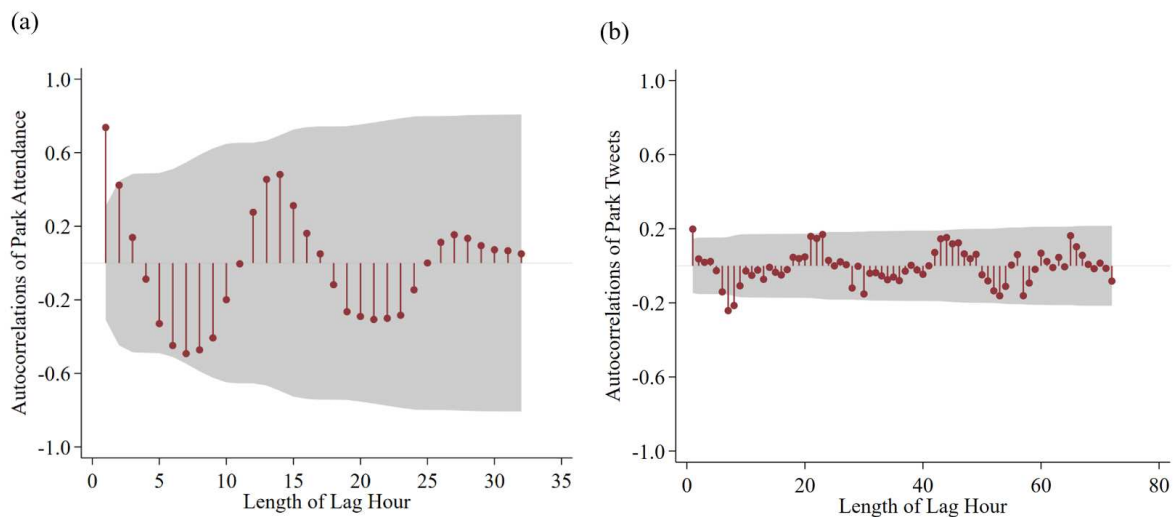 (a)
1.0
0.6
0.2
-0.2
-0.6
-1.0
Autocorrelations of Park Attendance
0 5 10 15 20 25 30 35
Length of Lag Hour
(b)
1.0
0.6
0.2
-0.2
-0.6
-1.0
Autocorrelations of Park Tweets
0 20 40 60 80
Length of Lag Hour